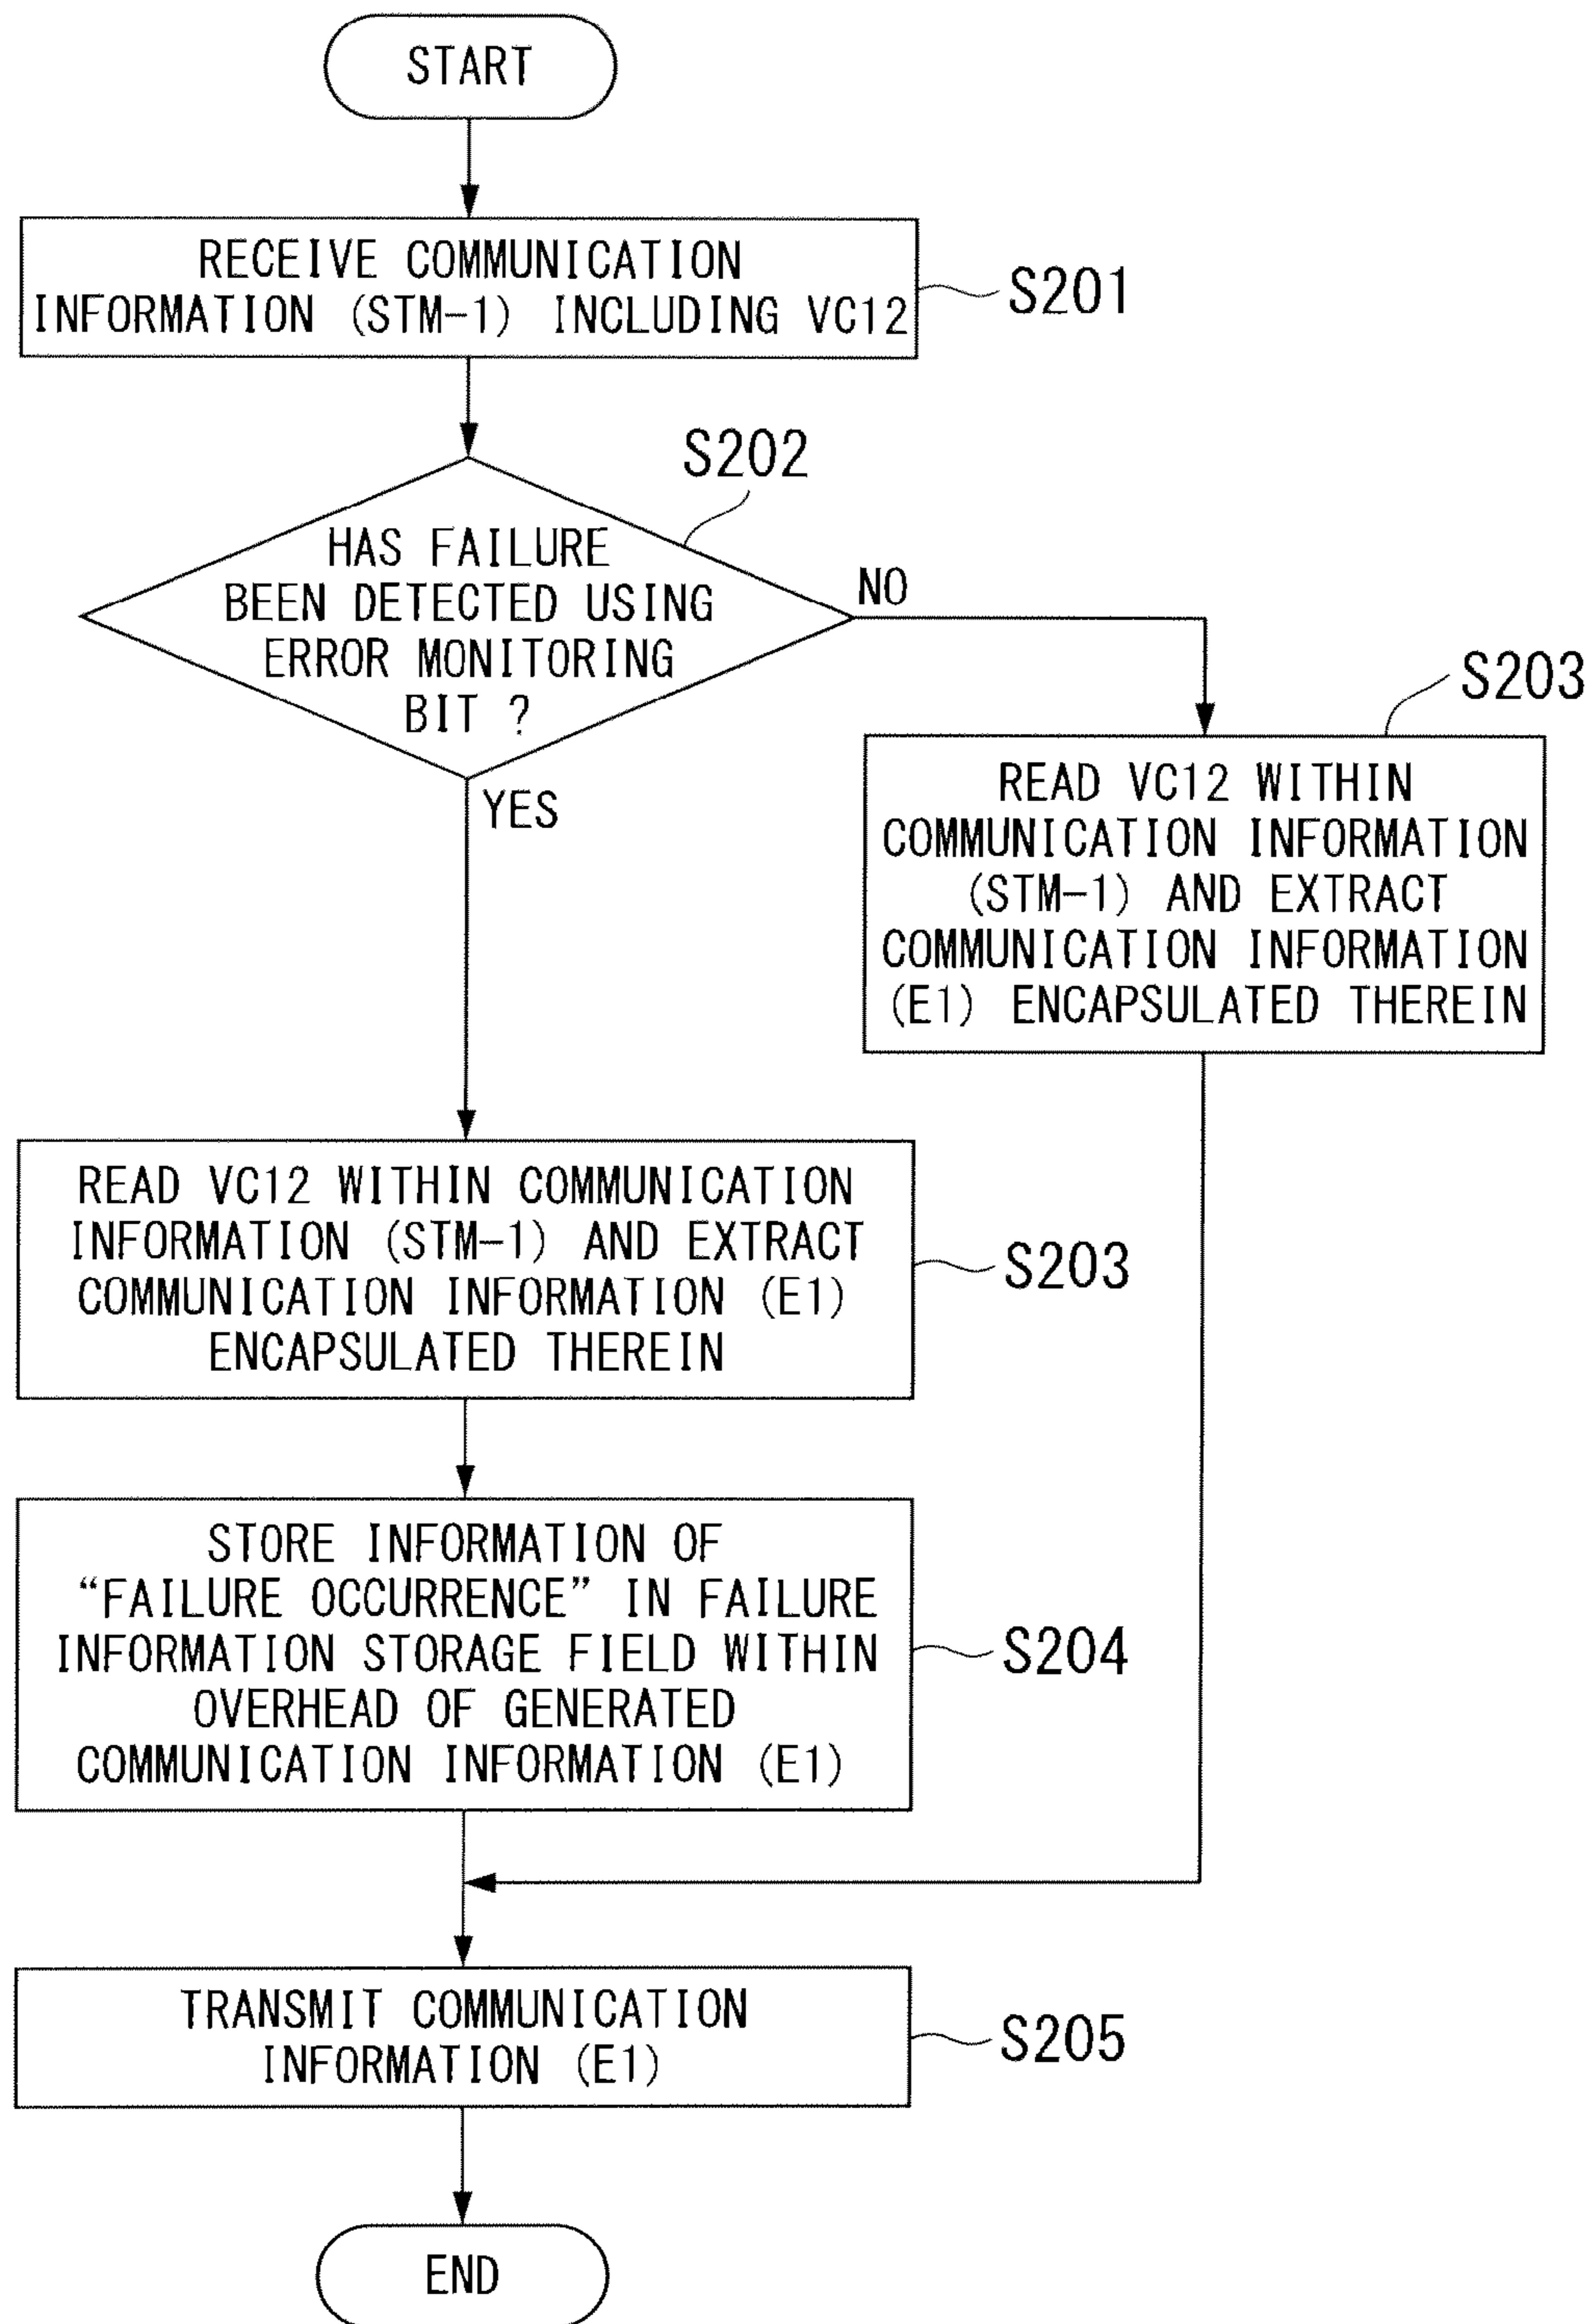 START
RECEIVE COMMUNICATION
INFORMATION (STM-1) INCLUDING VC12
S201
S202
HAS FAILURE
BEEN DETECTED USING
ERROR MONITORING
BIT ?
NO
YES
S203
READ VC12 WITHIN
COMMUNICATION INFORMATION
(STM-1) AND EXTRACT
COMMUNICATION INFORMATION
(E1) ENCAPSULATED THEREIN
READ VC12 WITHIN COMMUNICATION
INFORMATION (STM-1) AND EXTRACT
COMMUNICATION INFORMATION (E1)
ENCAPSULATED THEREIN
S203
STORE INFORMATION OF
“FAILURE OCCURRENCE” IN FAILURE
INFORMATION STORAGE FIELD WITHIN
OVERHEAD OF GENERATED
COMMUNICATION INFORMATION (E1)
S204
TRANSMIT COMMUNICATION
INFORMATION (E1)
S205
END